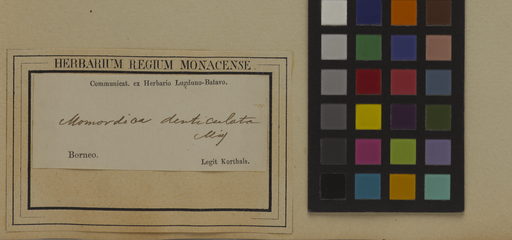 HERBARIUM REGIUM MONACENSE
Communicat. ex Herbario Lugduno-Batavo.
Momordica denticulata
Miq
Borneo.
Legit Korthals.